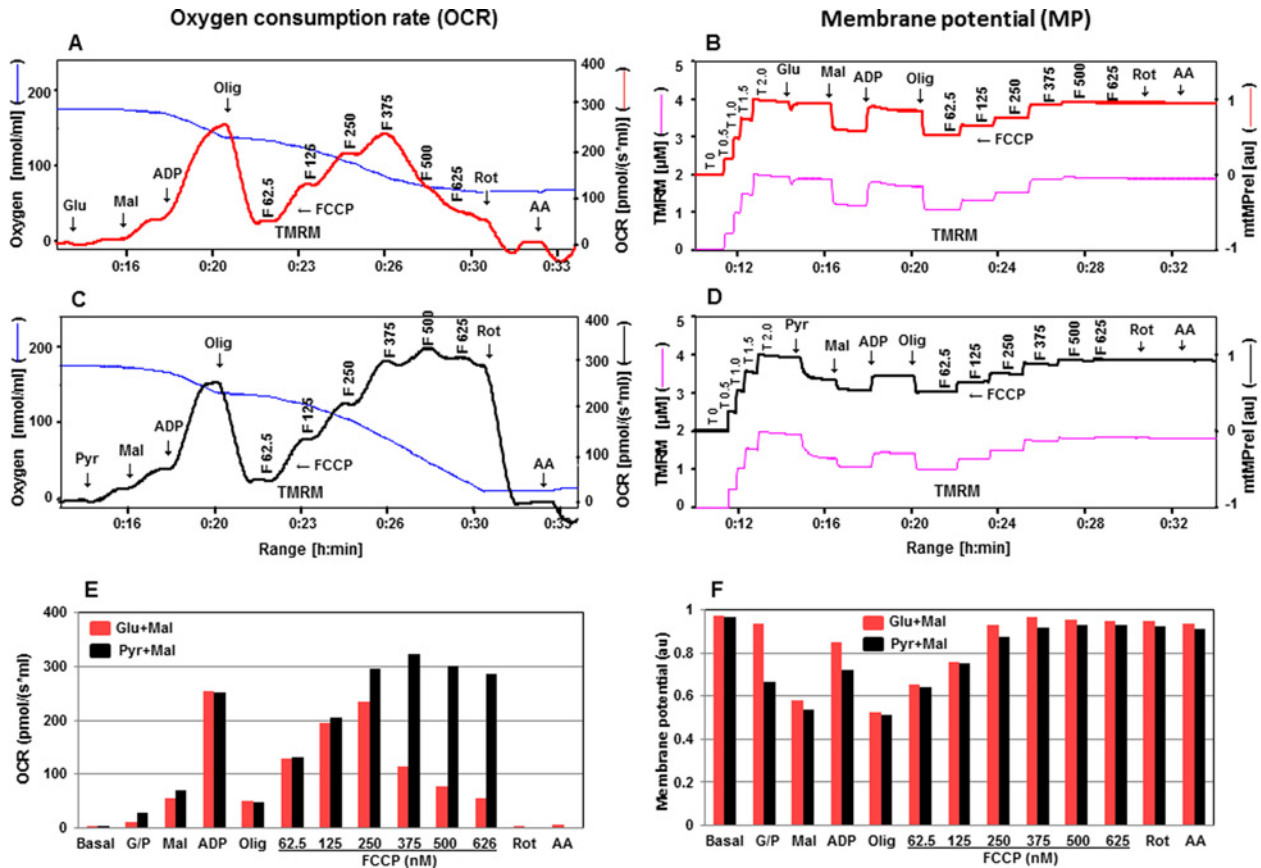 Oxygen consumption rate (OCR)
Membrane potential (MP)
A
Oxygen [nmol/ml] ( )
200
100
0
Glu
Mal
ADP
Olig
F 62.5
F 125
F 250
F 375
F 500
F 625
Rot
AA
← FCCP
TMRM
400
300
200
100
0
OCR [pmol/(s*ml)] ( )
0:16
0:20
0:23
0:26
0:30
0:33
B
TMRM [µM] ( )
5
4
3
2
1
0
T 0
T 0.5
T 1.0
T 1.5
T 2.0
Glu
Mal
ADP
Olig
F 62.5
F 125
F 250
F 375
F 500
F 625
Rot
AA
← FCCP
TMRM
1
0
-1
mtMPrel [au] ( )
0:12
0:16
0:20
0:24
0:28
0:32
C
Oxygen [nmol/ml] ( )
200
100
0
Pyr
Mal
ADP
Olig
F 62.5
F 125
F 250
F 375
F 500
F 625
Rot
AA
← FCCP
TMRM
400
300
200
100
0
OCR [pmol/(s*ml)] ( )
0:16
0:20
0:23
0:26
0:30
0:33
Range [h:min]
D
TMRM [µM] ( )
5
4
3
2
1
0
T 0
T 0.5
T 1.0
T 1.5
T 2.0
Pyr
Mal
ADP
Olig
F 62.5
F 125
F 250
F 375
F 500
F 625
Rot
AA
← FCCP
TMRM
1
0
-1
mtMPrel [au] ( )
0:12
0:16
0:20
0:24
0:28
0:32
Range [h:min]
E
OCR (pmol/(s*ml)
400
300
200
100
0
Glu+Mal
Pyr+Mal
Basal G/P Mal ADP Olig 62.5 125 250 375 500 626 Rot AA
FCCP (nM)
F
Membrane potential (au)
1
0.8
0.6
0.4
0.2
0
Glu+Mal
Pyr+Mal
Basal G/P Mal ADP Olig 62.5 125 250 375 500 625 Rot AA
FCCP (nM)